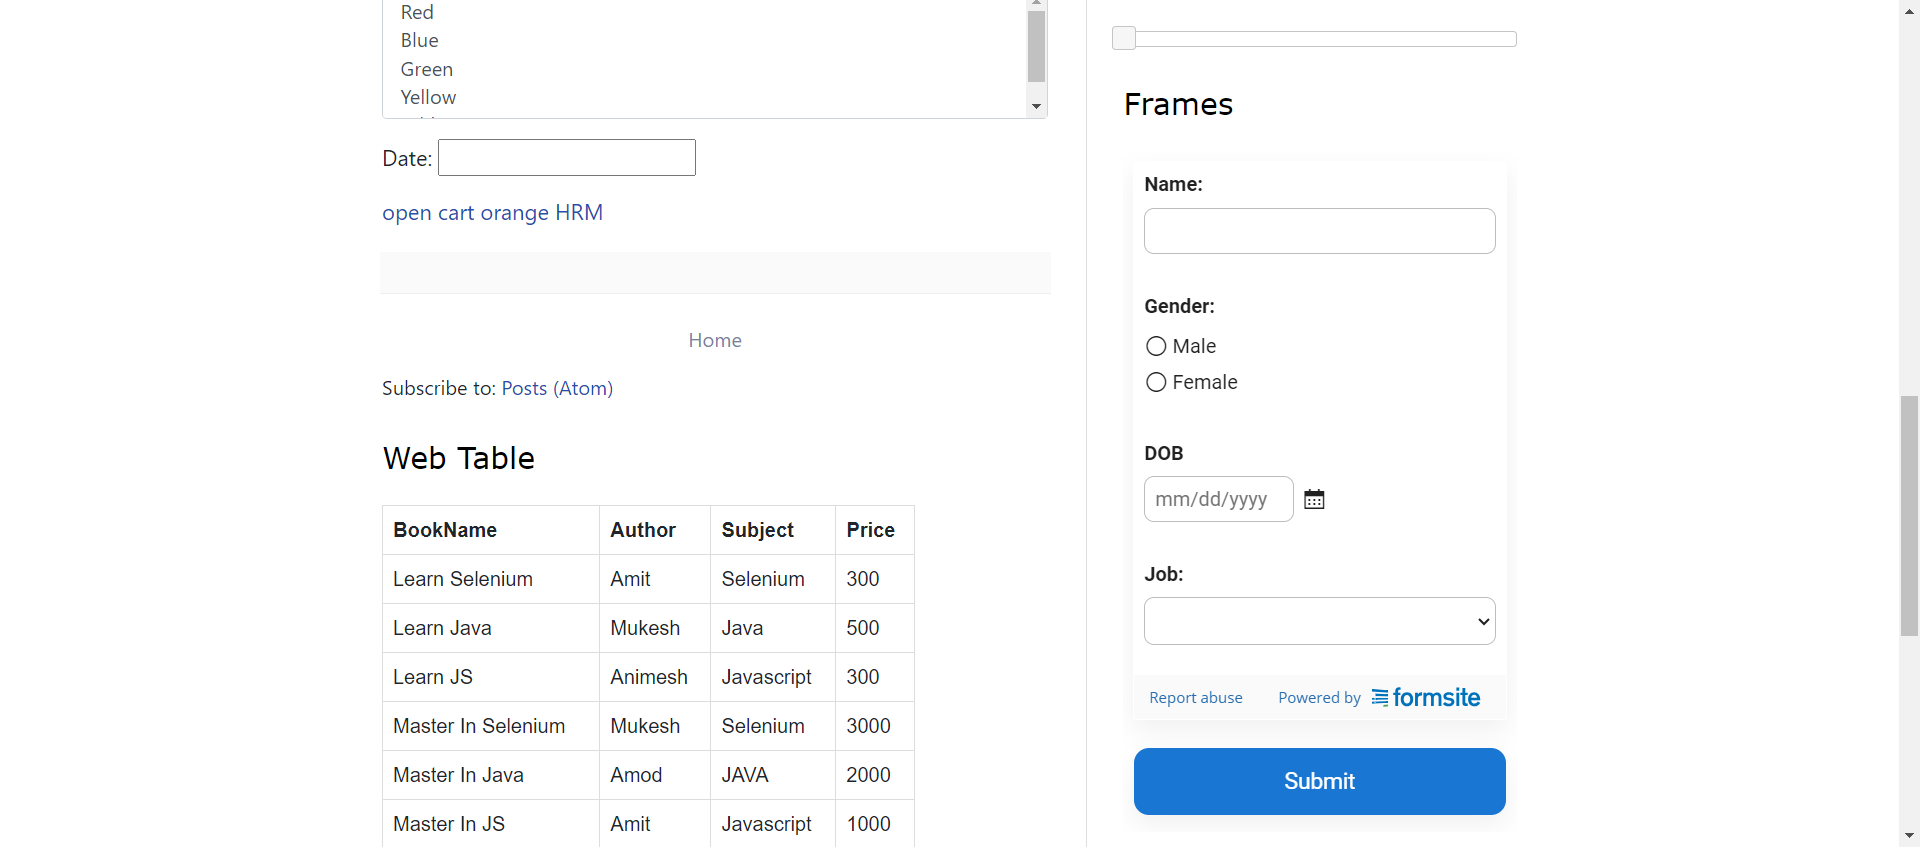 Red
Blue
Green
Yellow
Date:
open cart orange HRM
Home
Subscribe to: Posts (Atom)
Web Table
BookName Author Subject Price
Learn Selenium Amit Selenium 300
Learn Java Mukesh Java 500
Learn JS Animesh Javascript 300
Master In Selenium Mukesh Selenium 3000
Master In Java Amod JAVA 2000
Master In JS Amit Javascript 1000
Frames
Name:
Gender:
Male
Female
DOB
mm/dd/yyyy
Job:
Report abuse Powered by formsite
Submit